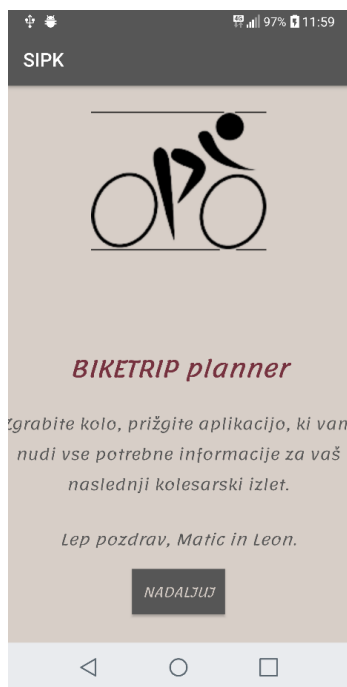 97% 11:59
SIPK
BIKETRIP planner
Zgrabite kolo, prižgite aplikacijo, ki vam
nudi vse potrebne informacije za vaš
naslednji kolesarski izlet.
Lep pozdrav, Matic in Leon.
NADALJUJ